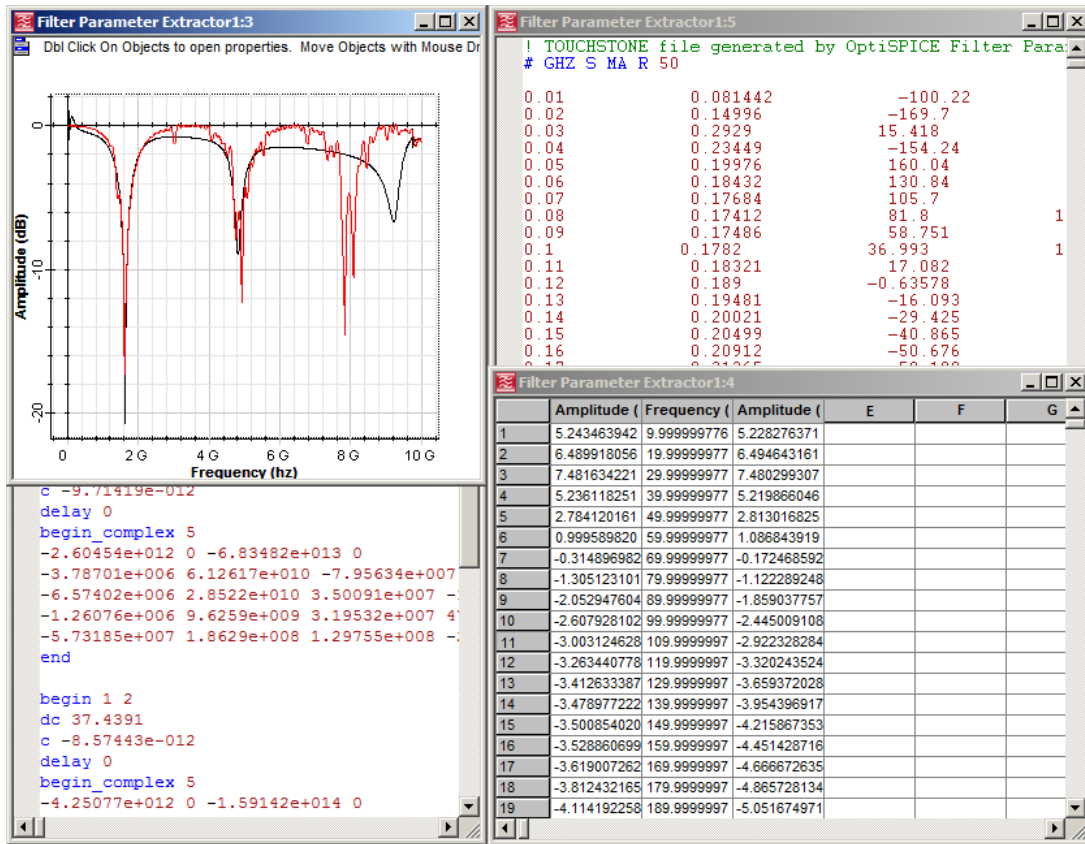 Filter Parameter Extractor1:3
Dbl Click On Objects to open properties. Move Objects with Mouse Dr
0
-10
-20
Amplitude (dB)
0 2 G 4 G 6 G 8 G 10 G
Frequency (hz)
Filter Parameter Extractor1:5
! TOUCHSTONE file generated by OptiSPICE Filter Para
# GHZ S MA R 50
0.01 0.081442 -100.22
0.02 0.14996 -169.7
0.03 0.2929 15.418
0.04 0.23449 -154.24
0.05 0.19976 160.04
0.06 0.18432 130.84
0.07 0.17684 105.7
0.08 0.17412 81.8 1
0.09 0.17486 58.751
0.1 0.1782 36.993 1
0.11 0.18321 17.082
0.12 0.189 -0.63578
0.13 0.19481 -16.093
0.14 0.20021 -29.425
0.15 0.20499 -40.865
0.16 0.20912 -50.676
c -9.71419e-012
delay 0
begin_complex 5
-2.60454e+012 0 -6.83482e+013 0
-3.78701e+006 6.12617e+010 -7.95634e+007
-6.57402e+006 2.8522e+010 3.50091e+007 -
-1.26076e+006 9.6259e+009 3.19532e+007 4
-5.73185e+007 1.8629e+008 1.29755e+008 -
end
begin 1 2
dc 37.4391
c -8.57443e-012
delay 0
begin_complex 5
-4.25077e+012 0 -1.59142e+014 0
Filter Parameter Extractor1:4
Amplitude ( Frequency ( Amplitude ( E F G
1 5.243463942 9.999999776 5.228276371
2 6.489918056 19.99999977 6.494643161
3 7.481634221 29.99999977 7.480299307
4 5.236118251 39.99999977 5.219866046
5 2.784120161 49.99999977 2.813016825
6 0.999589820 59.99999977 1.086843919
7 -0.314896982 69.99999977 -0.172468592
8 -1.305123101 79.99999977 -1.122289248
9 -2.052947604 89.99999977 -1.859037757
10 -2.607928102 99.99999977 -2.445009108
11 -3.003124628 109.9999997 -2.922328284
12 -3.263440778 119.9999997 -3.320243524
13 -3.412633387 129.9999997 -3.659372028
14 -3.478977222 139.9999997 -3.954396917
15 -3.500854020 149.9999997 -4.215867353
16 -3.528860699 159.9999997 -4.451428716
17 -3.619007262 169.9999997 -4.666672635
18 -3.812432165 179.9999997 -4.865728134
19 -4.114192258 189.9999997 -5.051674971